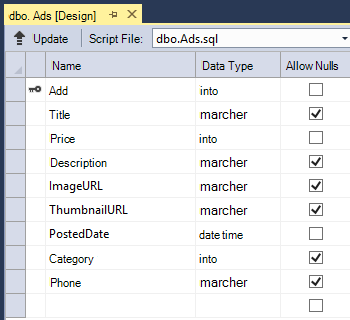 dbo. Ads [Design]
Update Script File: dbo.Ads.sql
Name Data Type Allow Nulls
Add into
Title marcher
Price into
Description marcher
ImageURL marcher
ThumbnailURL marcher
PostedDate date time
Category into
Phone marcher